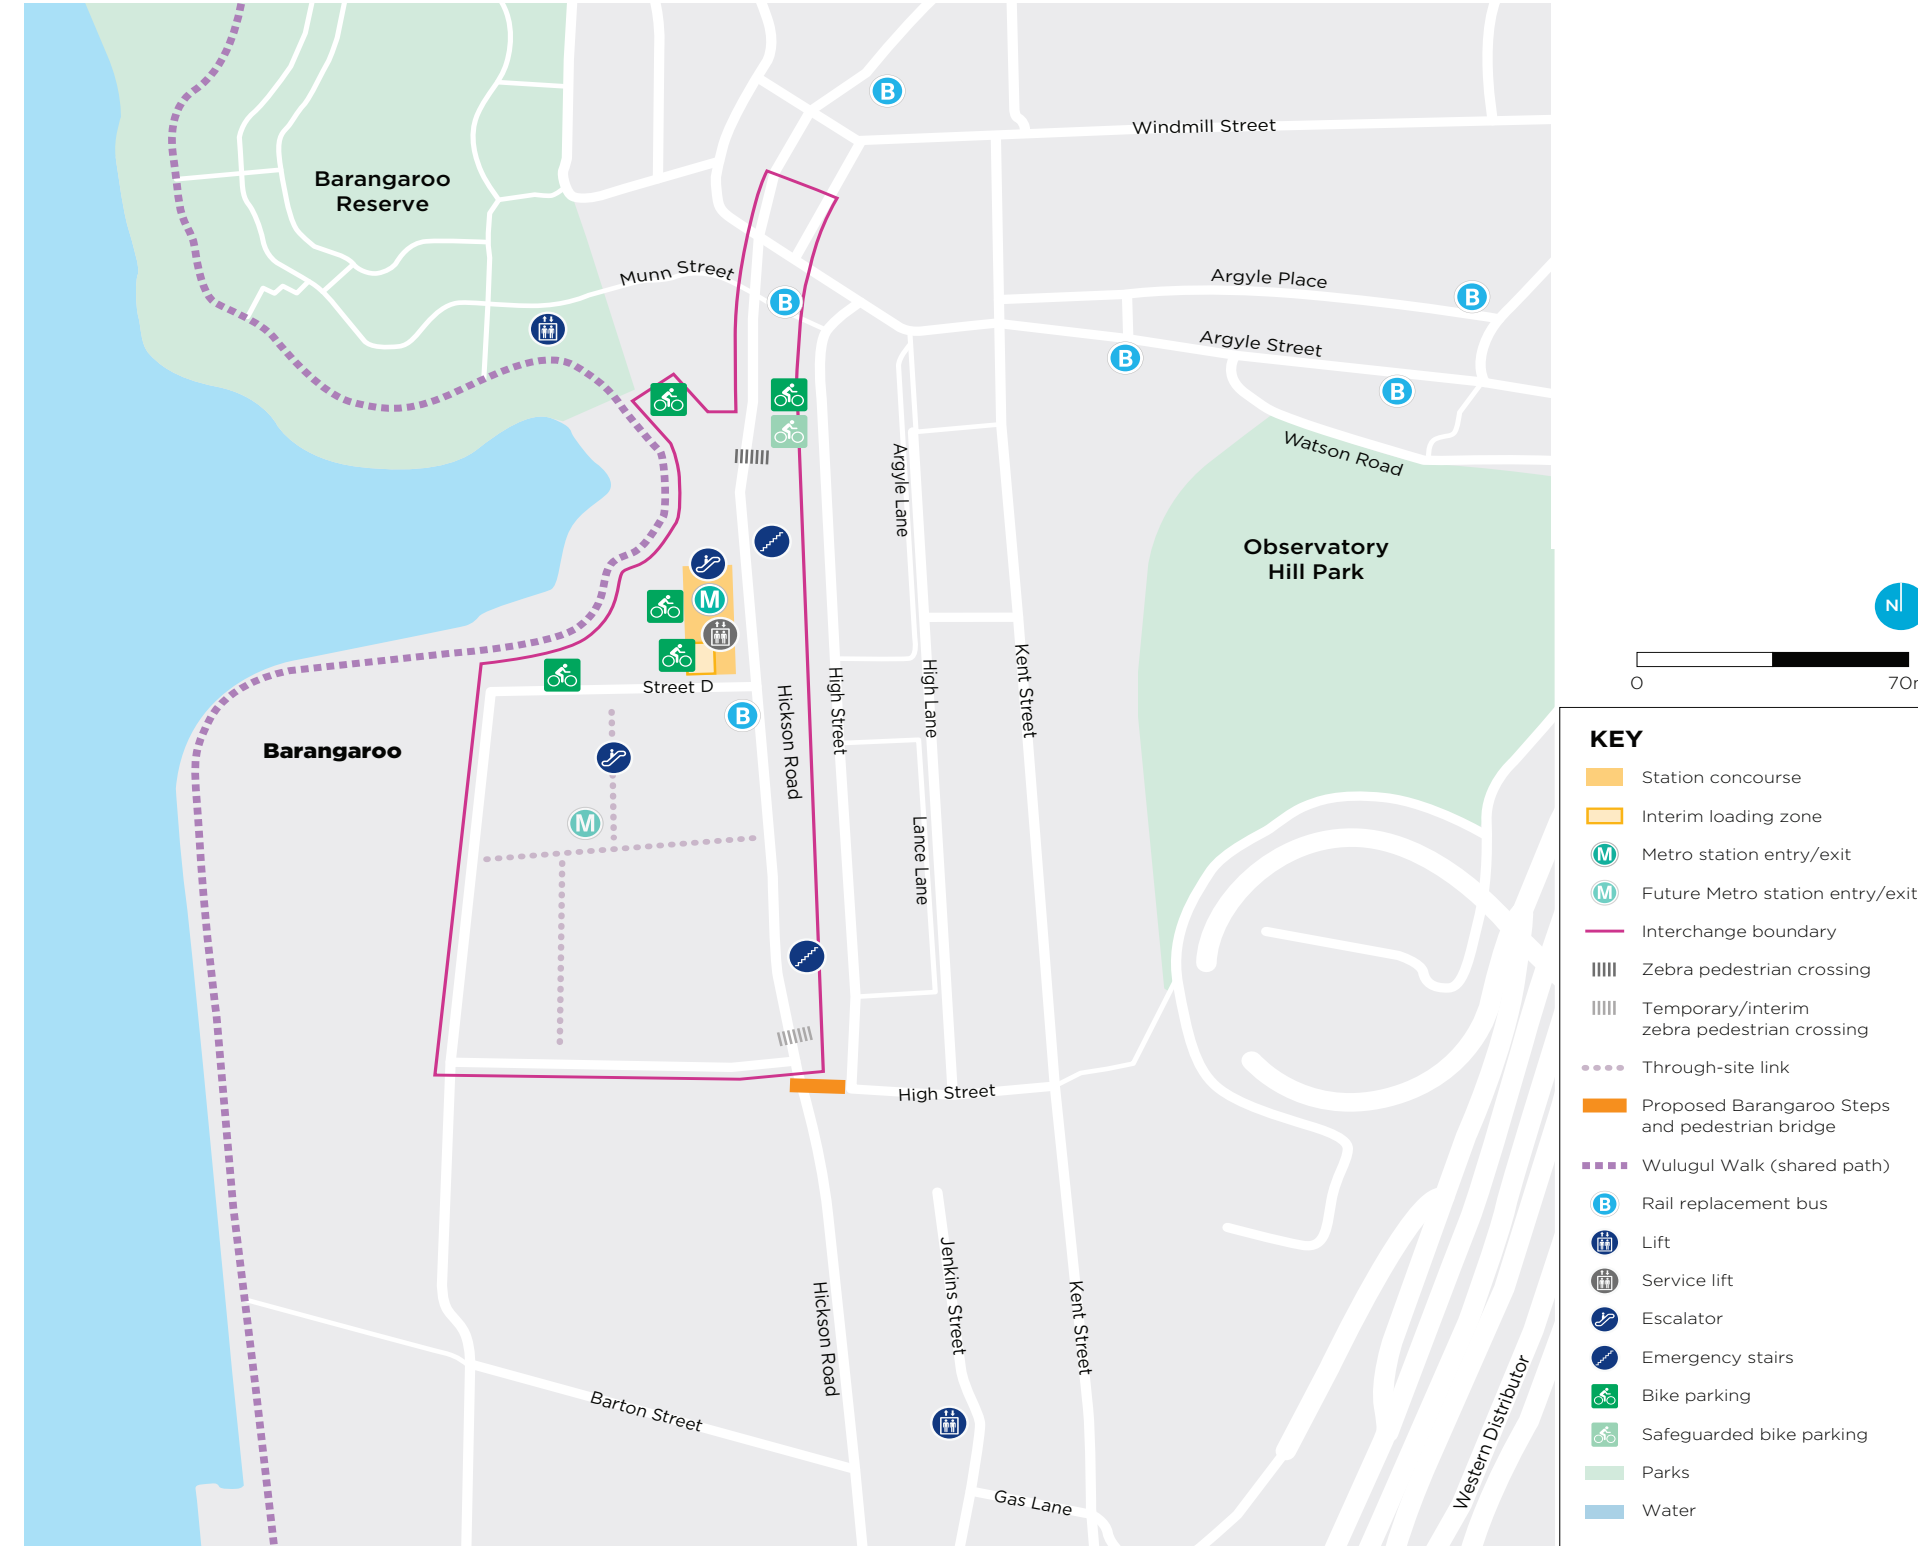 B
Windmill Street
Barangaroo
Reserve
Munn Street
Argyle Place
B
B
Argyle Street
B
B
Watson Road
Argyle Lane
Observatory
Hill Park
M
N
Street D
High Street
High Lane
Kent Street
Hickson Road
B
Barangaroo
M
Lance Lane
High Street
Jenkins Street
Hickson Road
Kent Street
Barton Street
Gas Lane
Western Distributor
0
KEY
Station concourse
Interim loading zone
M
Metro station entry/exit
M
Future Metro station entry/exit
Interchange boundary
Zebra pedestrian crossing
Temporary/interim
zebra pedestrian crossing
Through-site link
Proposed Barangaroo Steps
and pedestrian bridge
Wulugul Walk (shared path)
B
Rail replacement bus
Lift
Service lift
Escalator
Emergency stairs
Bike parking
Safeguarded bike parking
Parks
Water